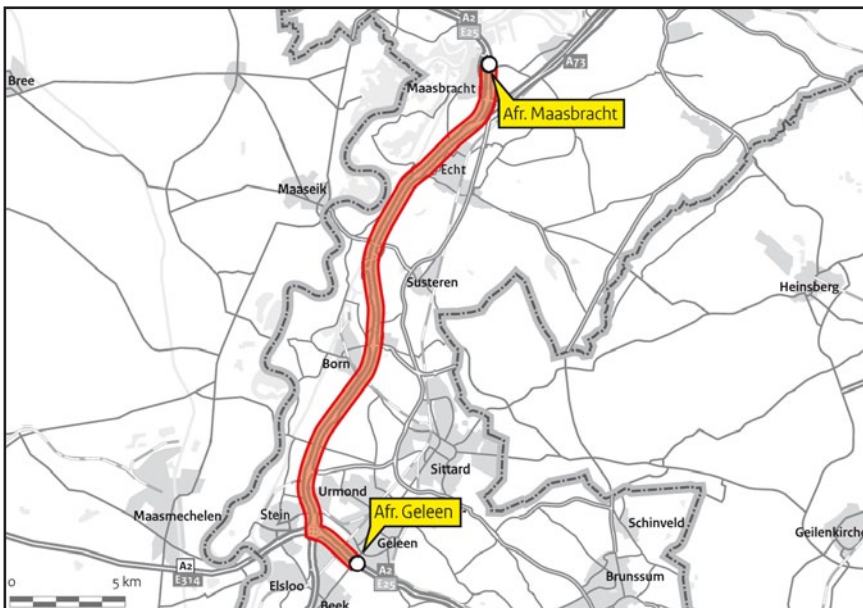 A2
E25
A73
Bree
Maasbracht
Afr. Maasbracht
Echt
Maaseik
Susteren
Heinsberg
Born
Sittard
Urmond
Afr. Geleen
Maasmechelen
Stein
Schinveld
Geleen
Geilenkirche
A2
E314
A2
E25
0 5 km
Elsloo
Beek
Brunssum